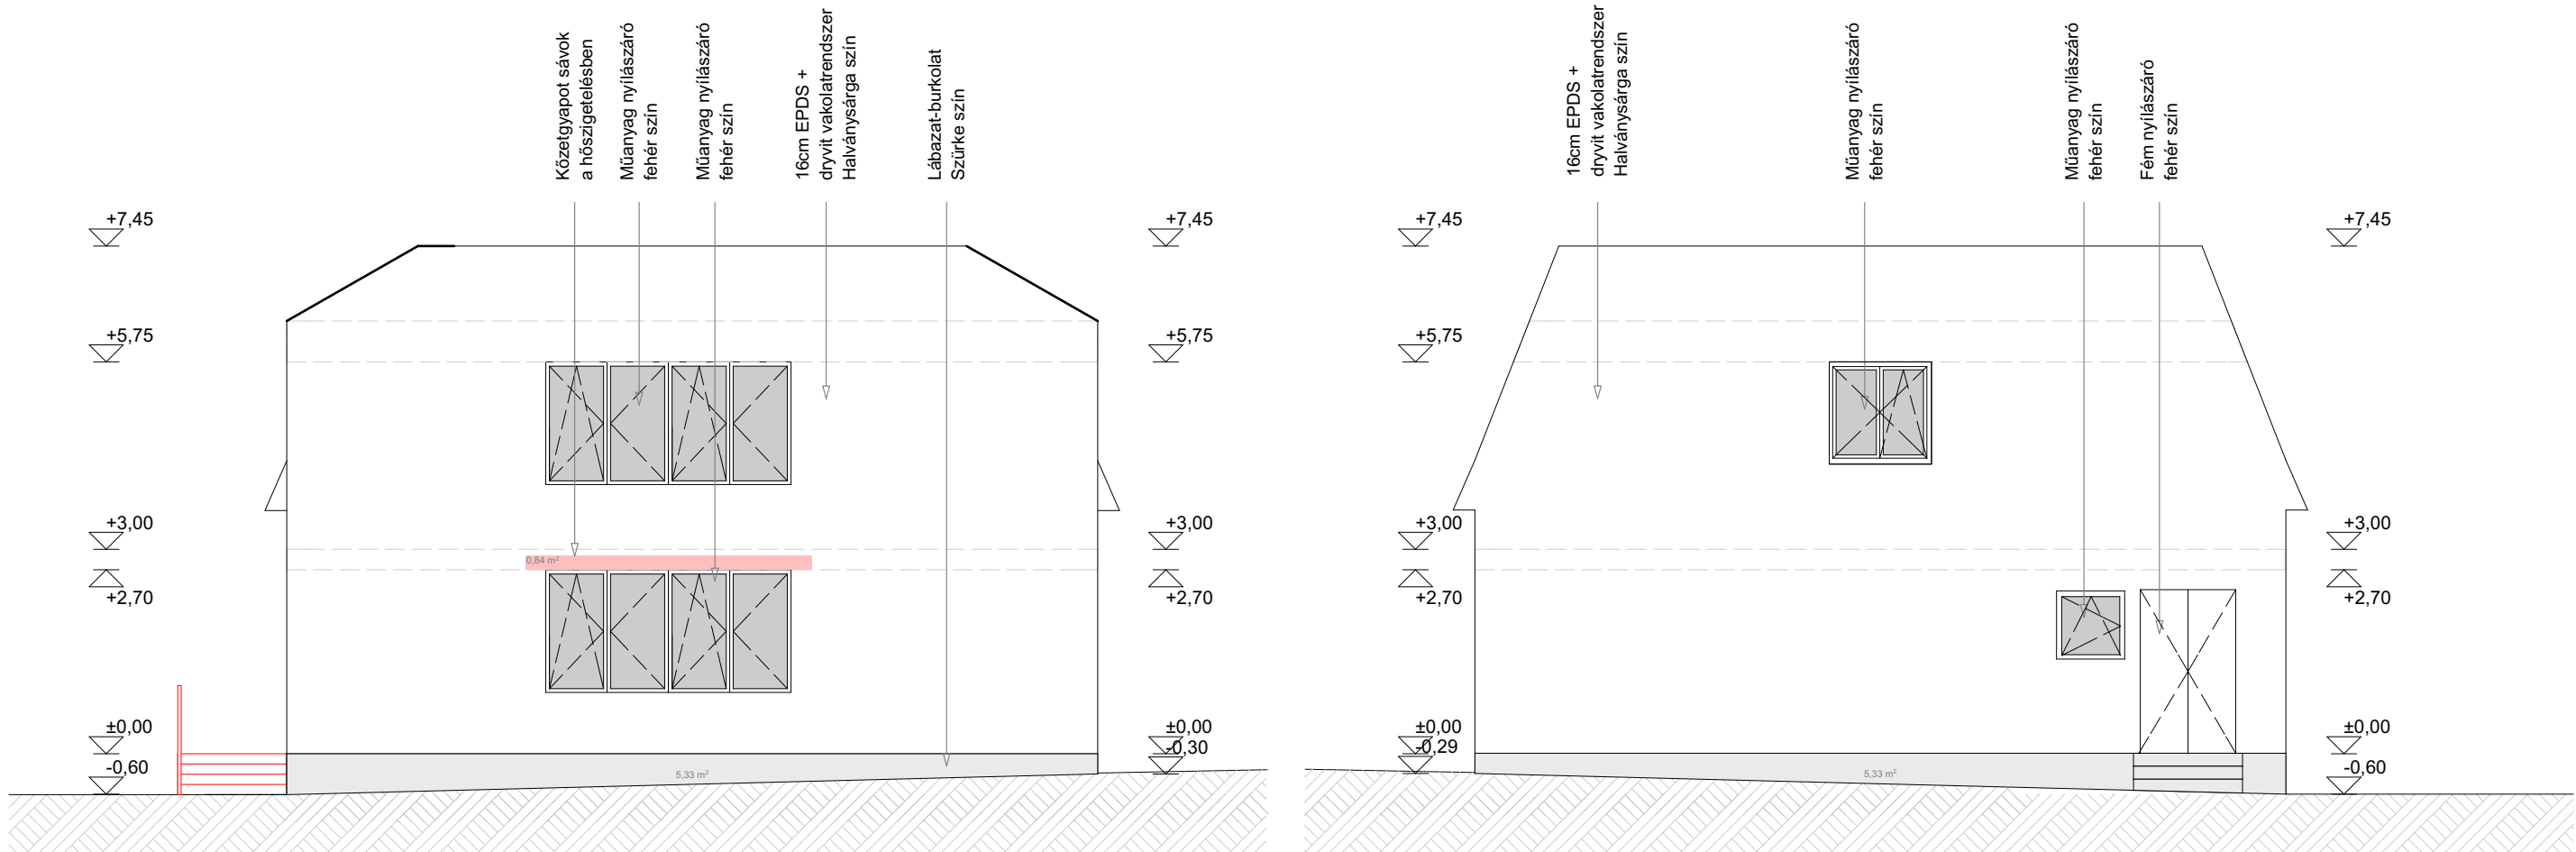 Kőzetgyapot sávok
a hőszigetelésben
Műanyag nyílászáró
fehér szín
Műanyag nyílászáró
fehér szín
16cm EPDS +
dryvit vakolatrendszer
Halványsárga szín
Lábazat-burkolat
Szürke szín
+7,45
+5,75
+3,00
+2,70
±0,00
-0,60
0,84 m²
5,33 m²
+7,45
+5,75
+3,00
+2,70
±0,00
-0,30
16cm EPDS +
dryvit vakolatrendszer
Halványsárga szín
Műanyag nyílászáró
fehér szín
Műanyag nyílászáró
fehér szín
Fém nyílászáró
fehér szín
+7,45
+5,75
+3,00
+2,70
±0,00
-0,29
5,33 m²
+7,45
+5,75
+3,00
+2,70
±0,00
-0,60